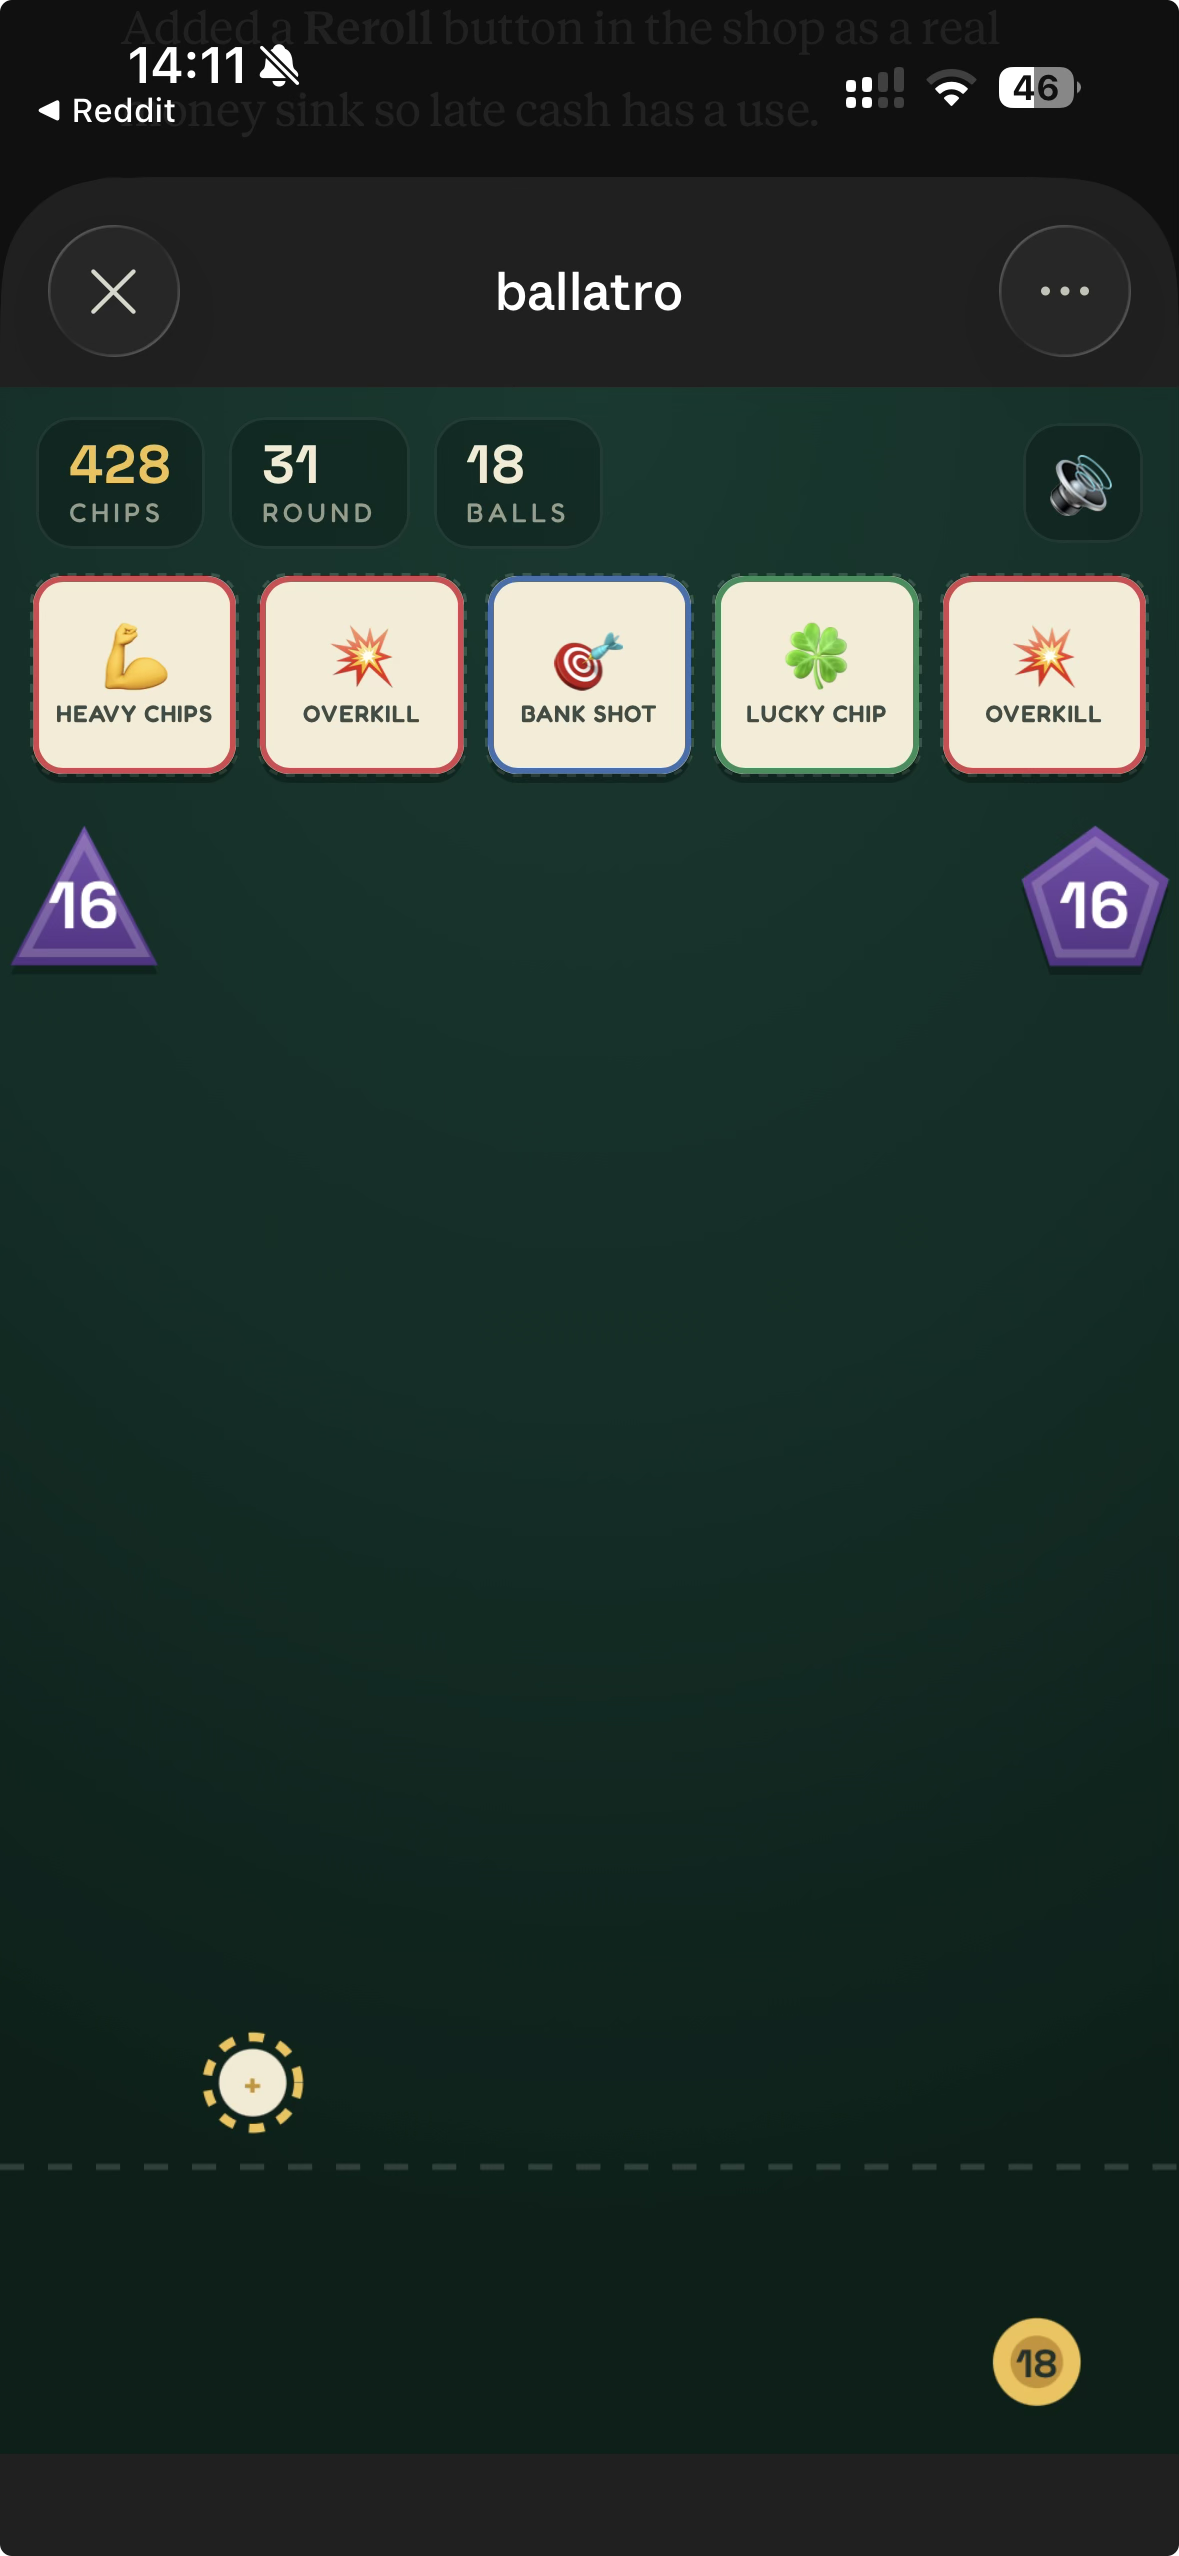 Added a Reroll button in the shop as a real
14:11
Reddit
oney sink so late cash has a use.
46
ballatro
428
CHIPS
31
ROUND
18
BALLS
HEAVY CHIPS
OVERKILL
BANK SHOT
LUCKY CHIP
OVERKILL
16
16
+
18